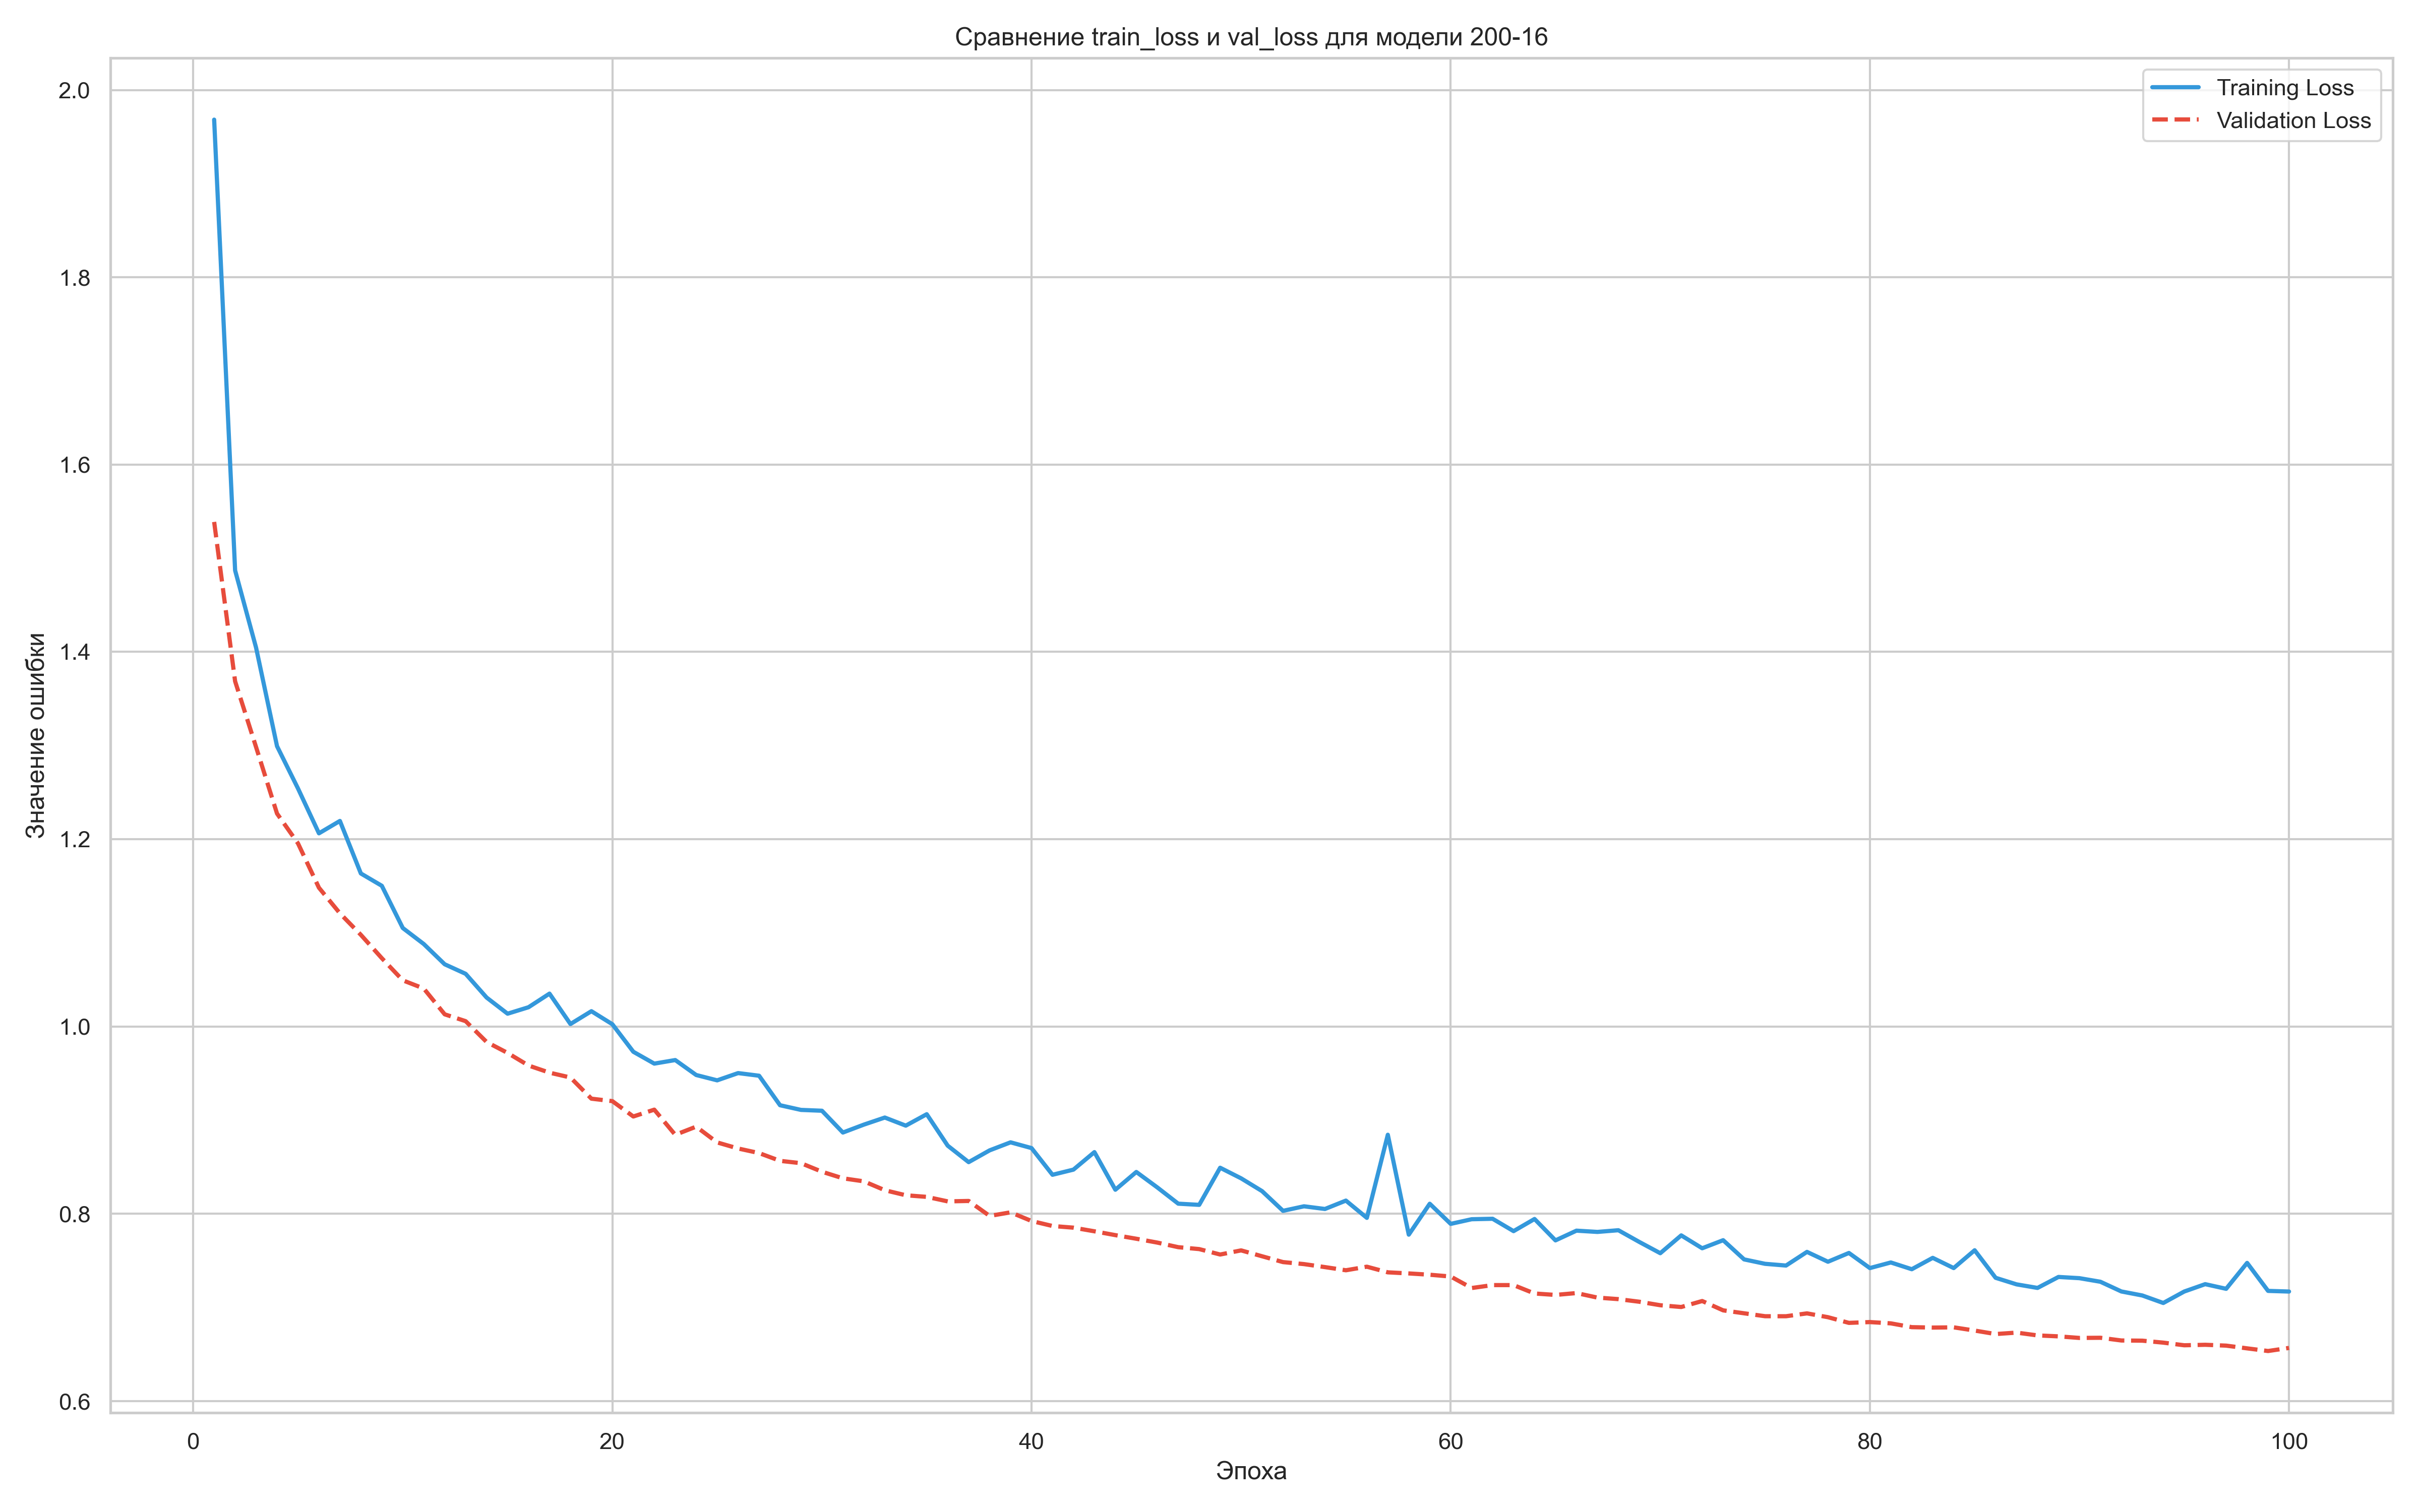 Сравнение train_loss и val_loss для модели 200-16
Training Loss
Validation Loss
2.0
1.8
1.6
1.4
1.2
1.0
0.8
0.6
Значение ошибки
0 20 40 60 80 100
Эпоха